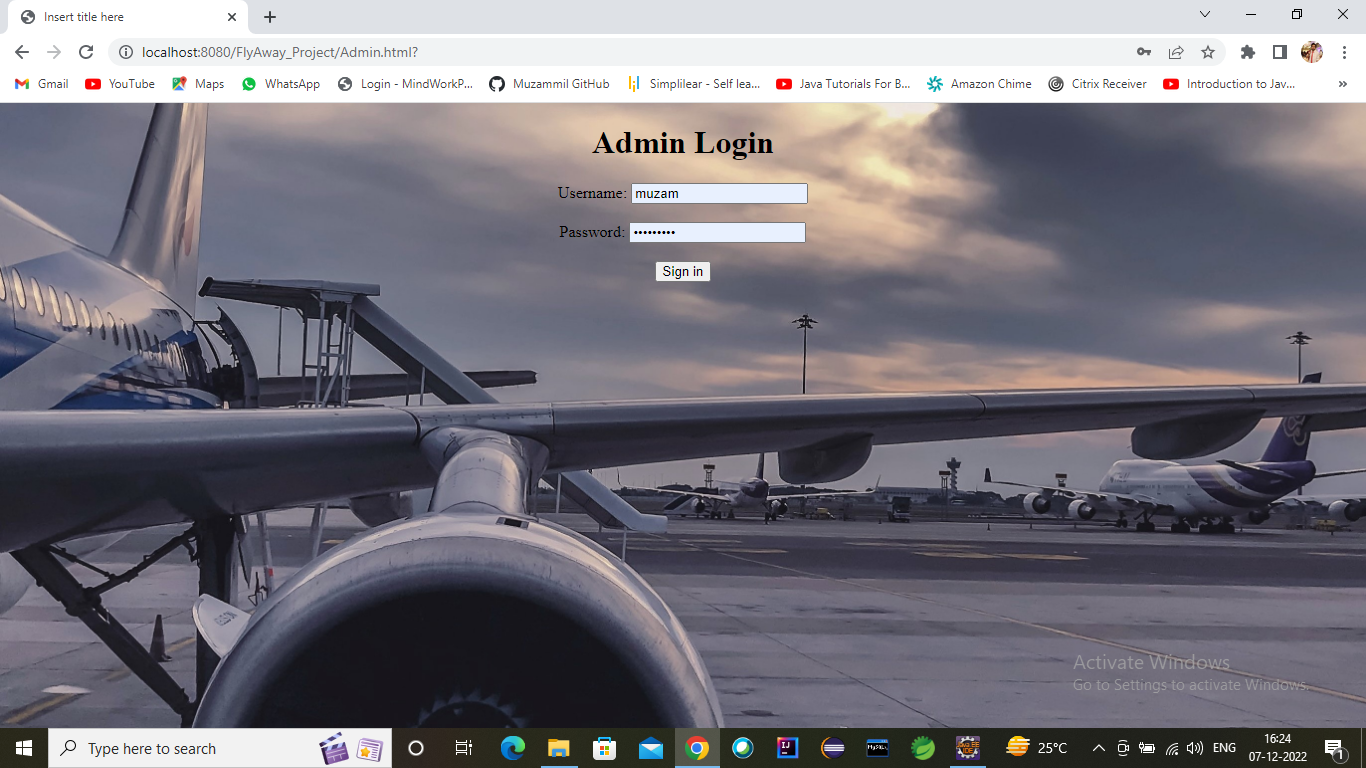 Insert title here
localhost:8080/FlyAway_Project/Admin.html?
Gmail YouTube Maps WhatsApp Login - MindWorkP... Muzammil GitHub Simplilear - Self lea... Java Tutorials For B... Amazon Chime Citrix Receiver Introduction to Jav... »
Admin Login
Username: muzam
Password: •••••••••
Sign in
Activate Windows
Go to Settings to activate Windows.
Type here to search
25°C
ENG
16:24
07-12-2022
1